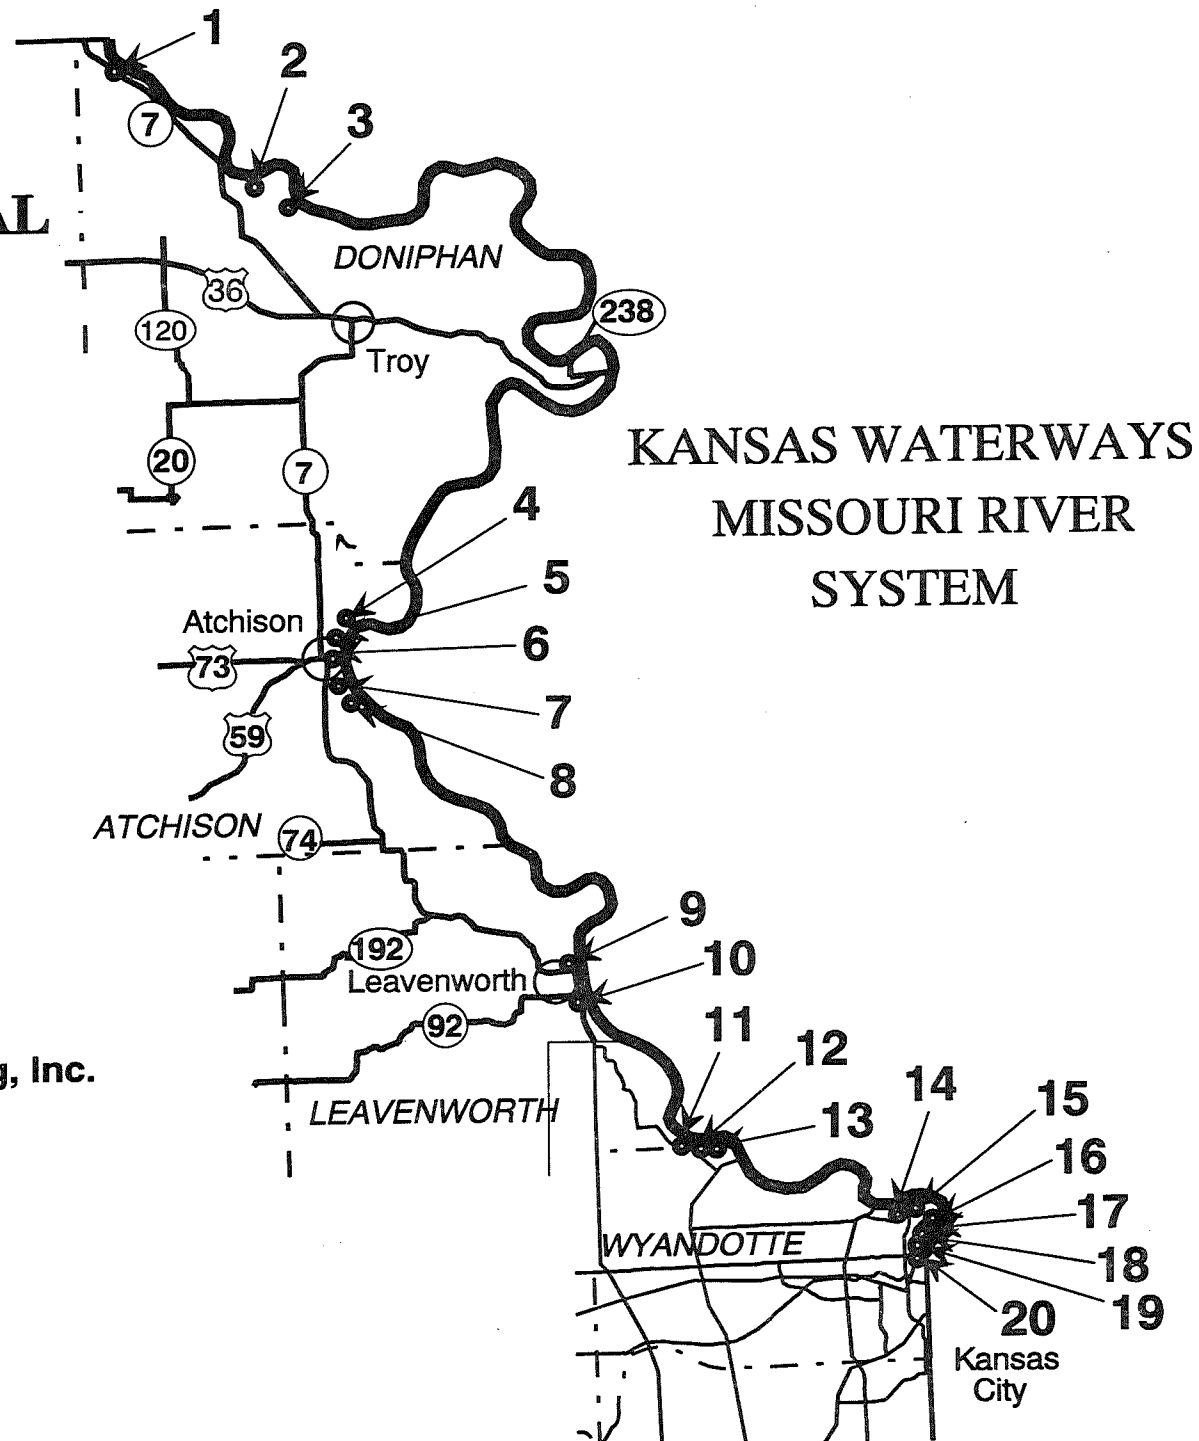 1
2
3
7
AL
DONIPHAN
36
238
120
Troy
KANSAS WATERWAYS
MISSOURI RIVER
SYSTEM
20
7
4
5
Atchison
6
73
7
59
8
ATCHISON
74
9
192
10
Leavenworth
92
11
12
g, Inc.
14
LEAVENWORTH
15
13
16
17
WYANDOTTE
18
19
20
Kansas
City